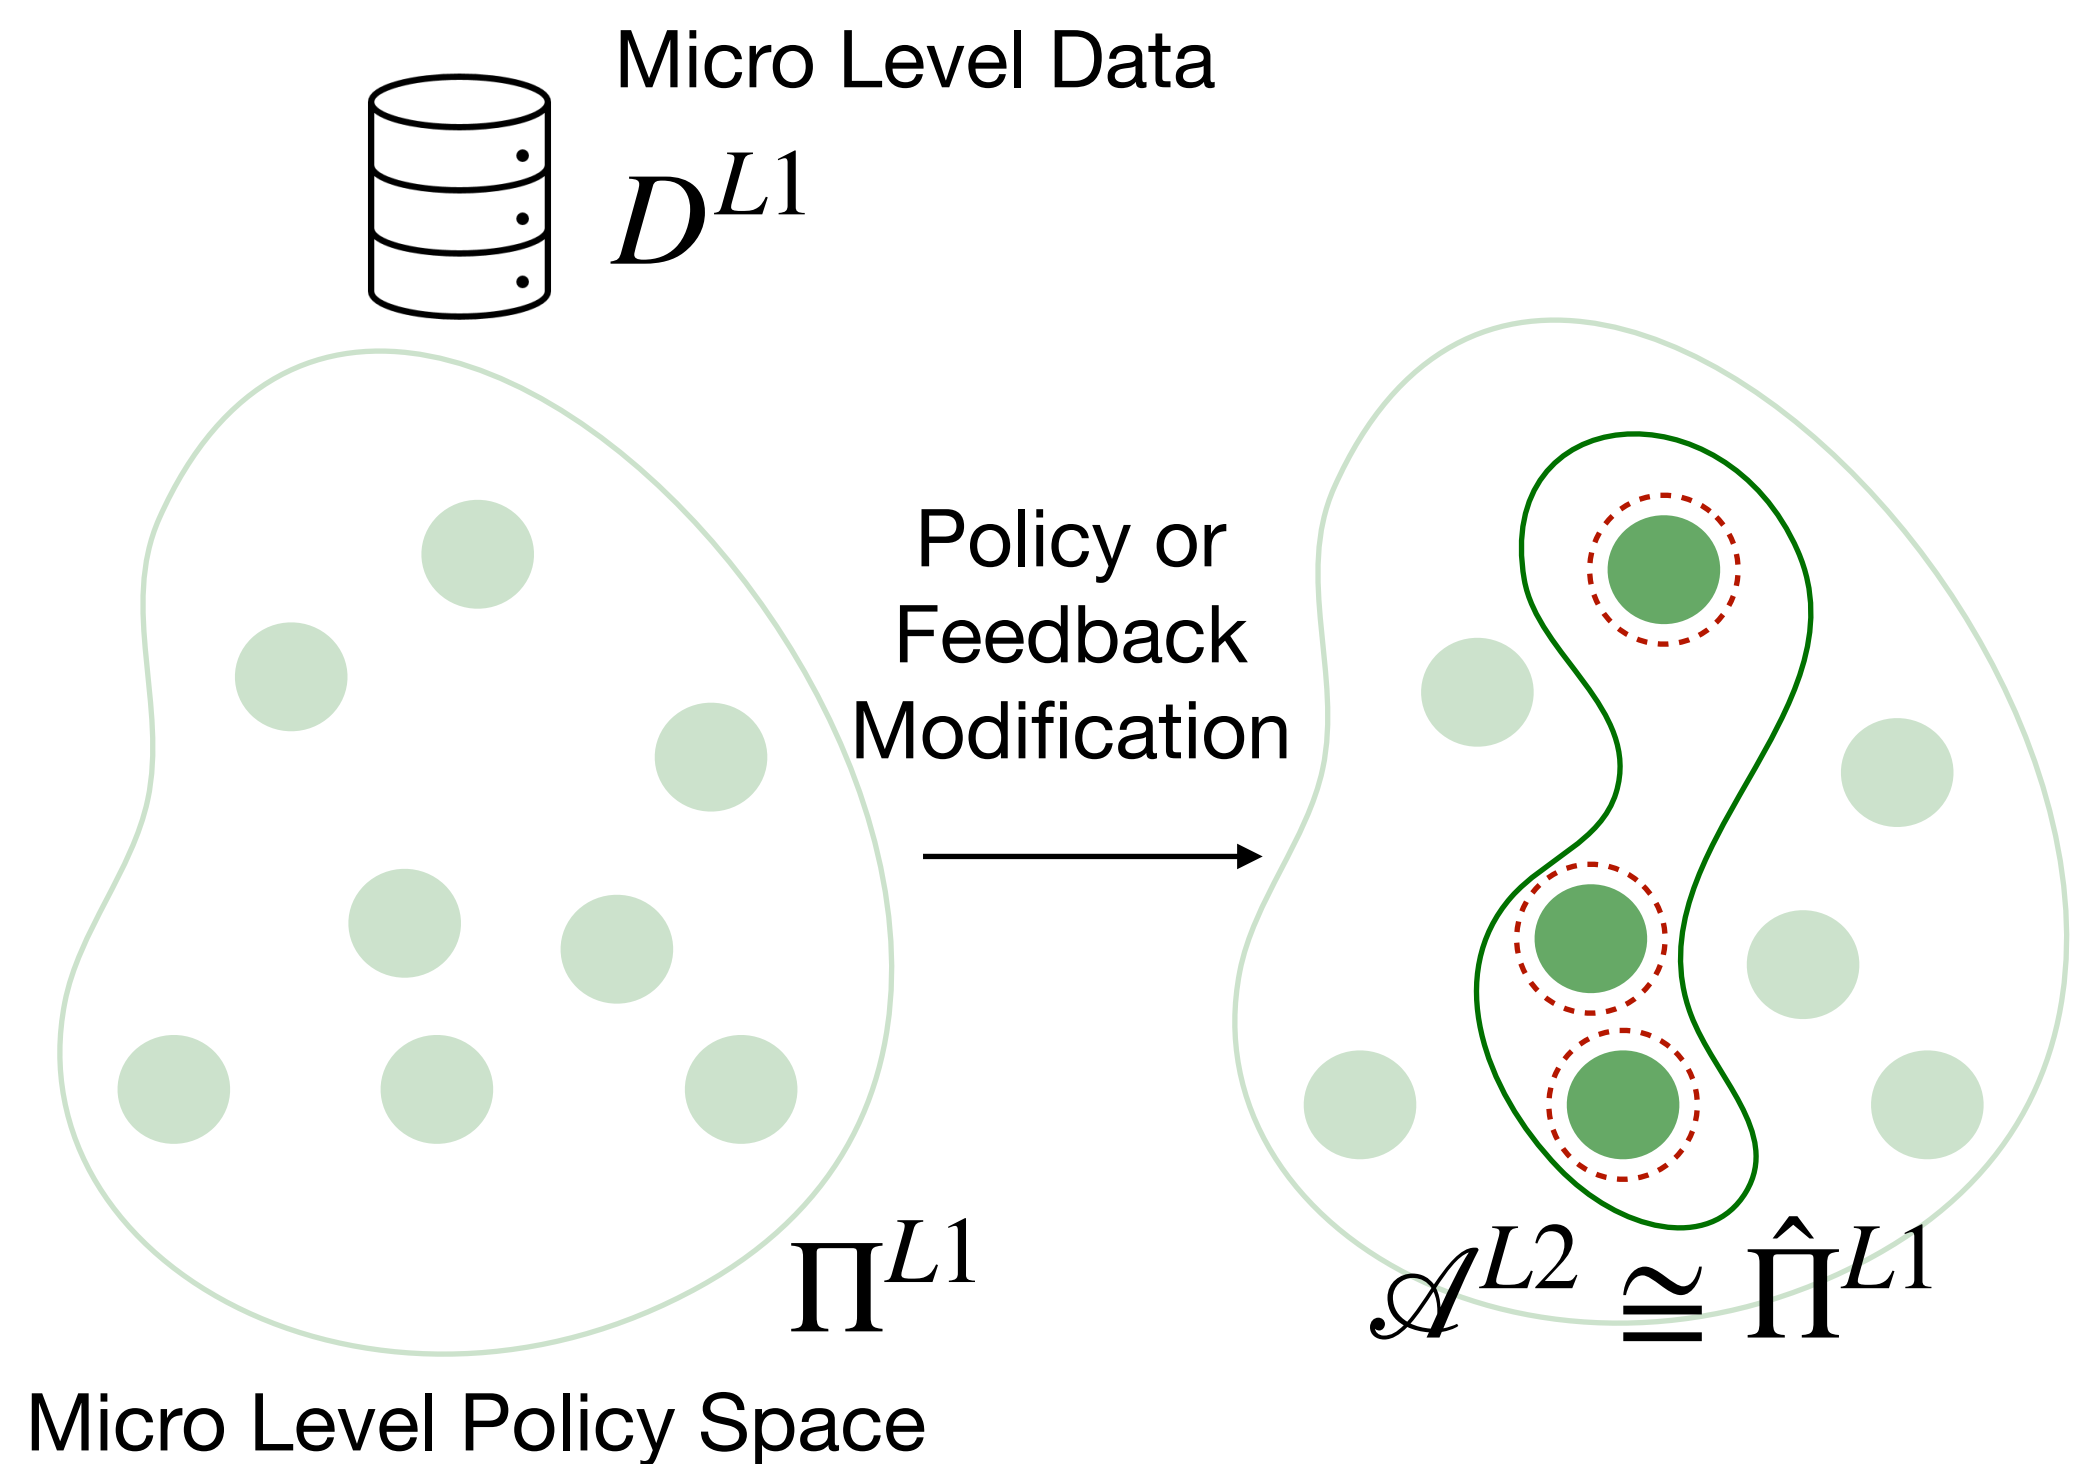 Micro Level Data
D^{L1}
Policy or
Feedback
Modification
Π^{L1}
𝒜^{L2} ≅ Π̂^{L1}
Micro Level Policy Space